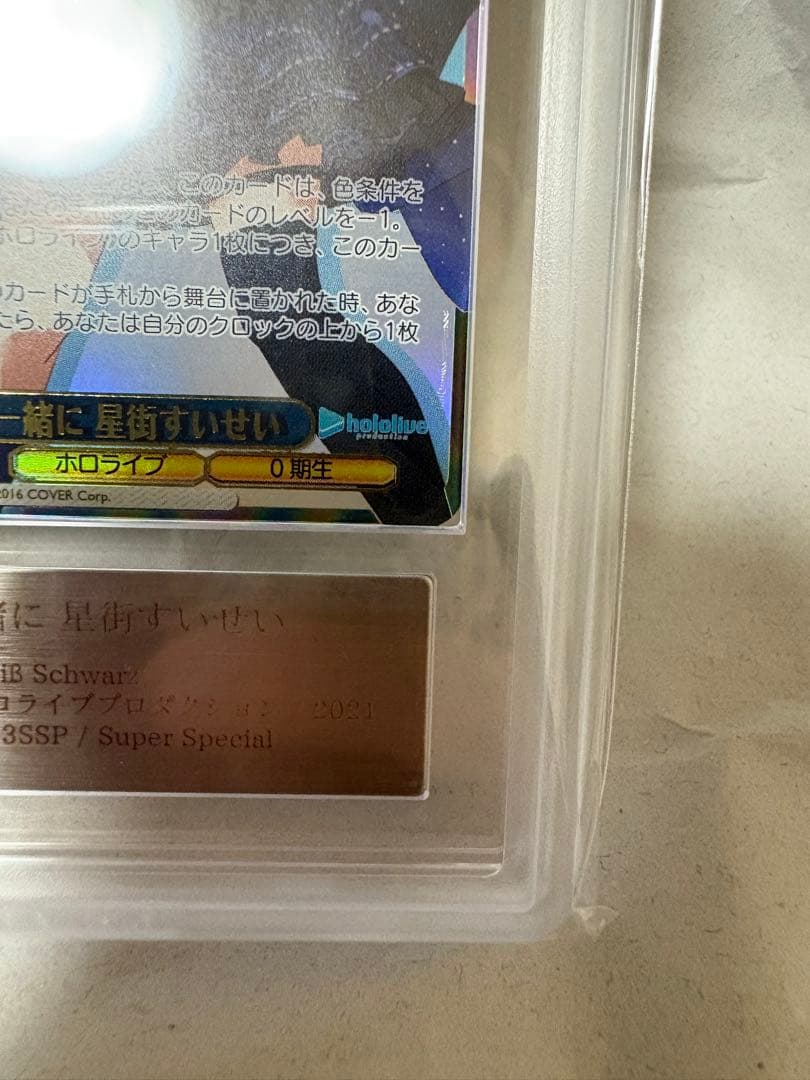 このカードは、色条件を
このカードのレベルを－1。
ホロライブ》のキャラ1枚につき、このカー
カードが手札から舞台に置かれた時、あな
たら、あなたは自分のクロックの上から1枚
一緒に 星街すいせい
hololive
production
ホロライブ
0期生
2016 COVER Corp.
緒に 星街すいせい
iß Schwarz
ロライブプロダクション / 2021
3SSP / Super Special